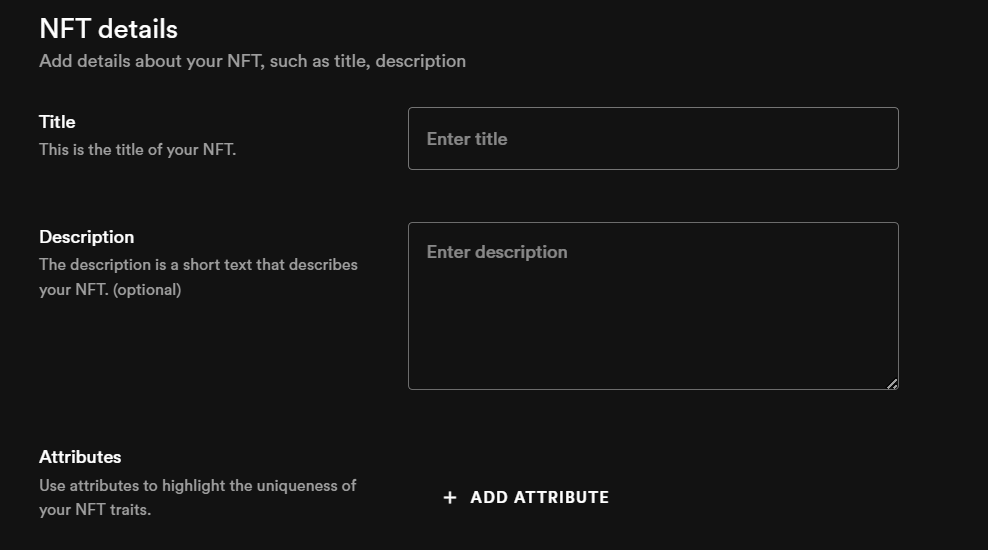 NFT details
Add details about your NFT, such as title, description
Title
This is the title of your NFT.
Enter title
Description
The description is a short text that describes
your NFT. (optional)
Enter description
Attributes
Use attributes to highlight the uniqueness of
your NFT traits.
+ ADD ATTRIBUTE